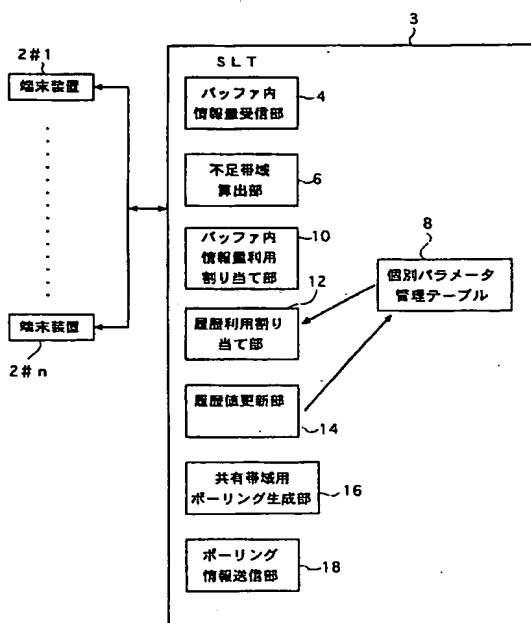 3
2#1
端末装置
SLT
バッファ内
情報量受信部
4
不足帯域
算出部
6
バッファ内
情報量利用
割り当て部
10
8
個別パラメータ
管理テーブル
12
履歴利用割り
当て部
端末装置
2#n
履歴値更新部
14
共有帯域用
ポーリング生成部
16
ポーリング
情報送信部
18